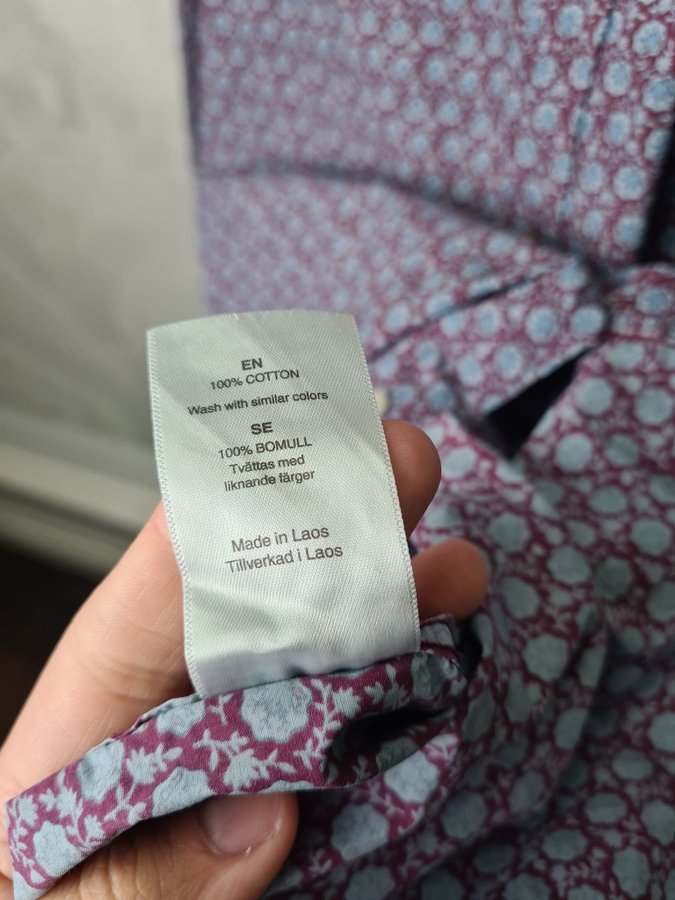 EN
100% COTTON
Wash with similar colors
SE
100% BOMULL
Tvättas med
liknande färger
Made in Laos
Tillverkad i Laos